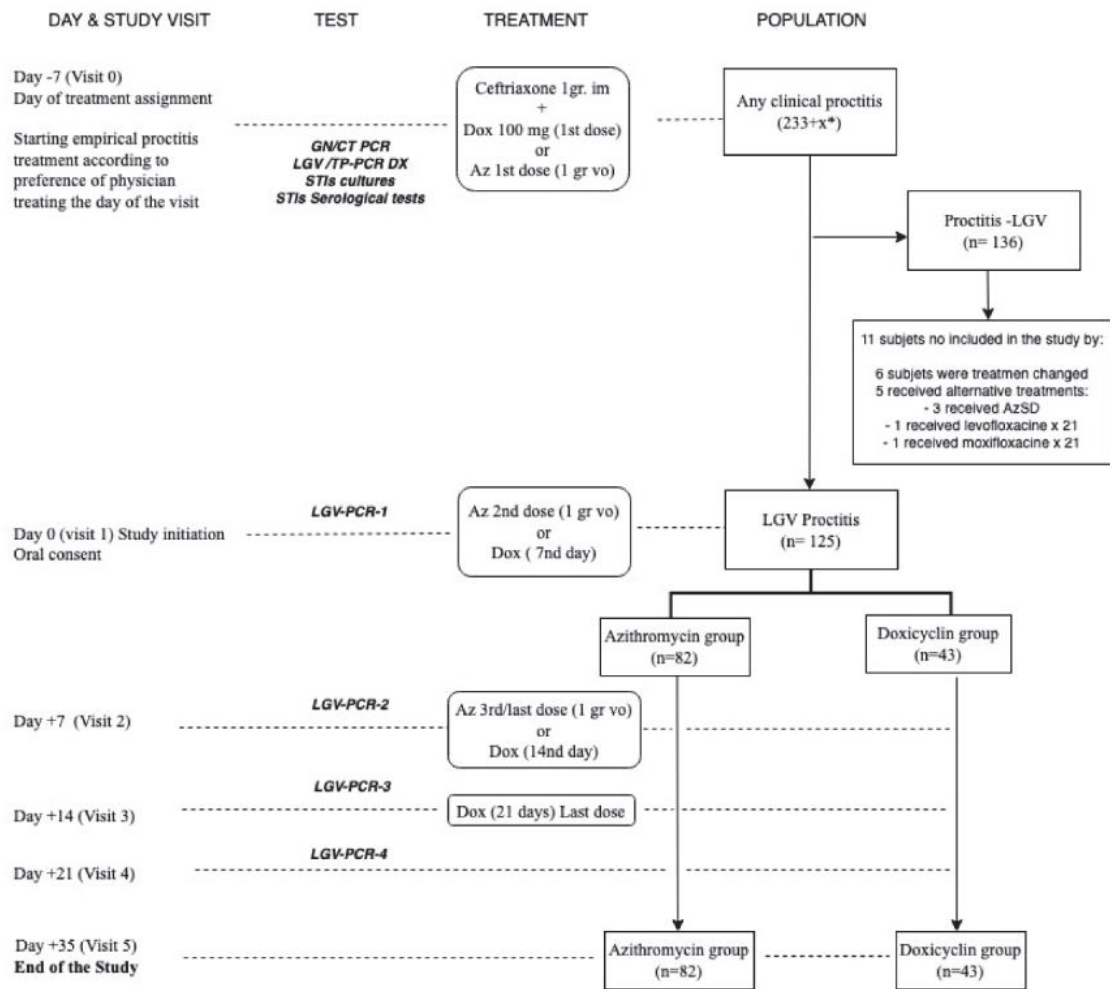 DAY & STUDY VISIT TEST TREATMENT POPULATION
Day -7 (Visit 0)
Day of treatment assignment
Starting empirical proctitis
treatment according to
preference of physician
treating the day of the visit
GN/CT PCR
LGV /TP-PCR DX
STIs cultures
STIs Serological tests
Ceftriaxone 1gr. im
+
Dox 100 mg (1st dose)
or
Az 1st dose (1 gr vo)
Any clinical proctitis
(233+x*)
Proctitis -LGV
(n= 136)
11 subjets no included in the study by:
6 subjets were treatmen changed
5 received alternative treatments:
- 3 received AzSD
- 1 received levofloxacine x 21
- 1 received moxifloxacine x 21
Day 0 (visit 1) Study initiation
Oral consent
LGV-PCR-1
Az 2nd dose (1 gr vo)
or
Dox ( 7nd day)
LGV Proctitis
(n= 125)
Azithromycin group
(n=82)
Doxicyclin group
(n=43)
Day +7 (Visit 2)
LGV-PCR-2
Az 3rd/last dose (1 gr vo)
or
Dox (14nd day)
Day +14 (Visit 3)
LGV-PCR-3
Dox (21 days) Last dose
Day +21 (Visit 4)
LGV-PCR-4
Day +35 (Visit 5)
End of the Study
Azithromycin group
(n=82)
Doxicyclin group
(n=43)